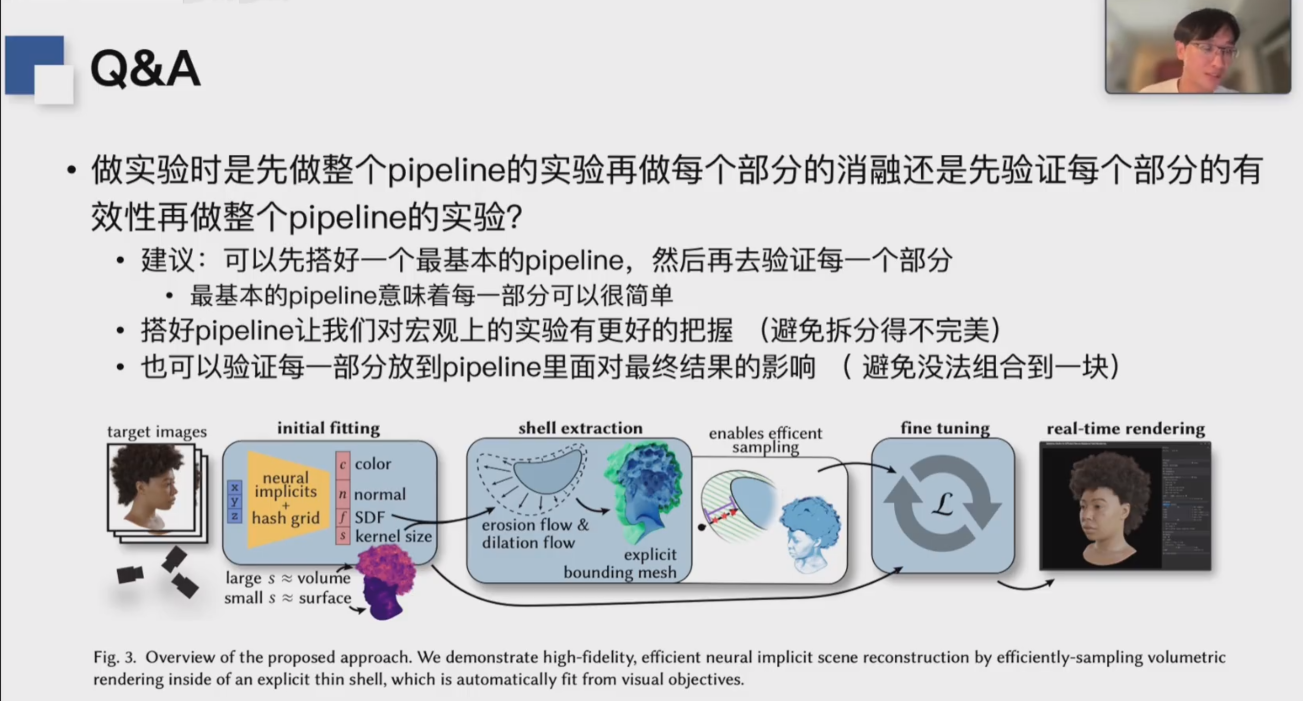 Q&A
• 做实验时是先做整个pipeline的实验再做每个部分的消融还是先验证每个部分的有
效性再做整个pipeline的实验？
• 建议：可以先搭好一个最基本的pipeline，然后再去验证每一个部分
• 最基本的pipeline意味着每一部分可以很简单
• 搭好pipeline让我们对宏观上的实验有更好的把握 （避免拆分得不完美）
• 也可以验证每一部分放到pipeline里面对最终结果的影响 （ 避免没法组合到一块）
target images
initial fitting
x
y
z
neural
implicits
+
hash grid
c color
n normal
f SDF
s kernel size
large s ≈ volume
small s ≈ surface
shell extraction
erosion flow &
dilation flow
explicit
bounding mesh
enables efficent
sampling
fine tuning
ℒ
real-time rendering
Fig. 3. Overview of the proposed approach. We demonstrate high-fidelity, efficient neural implicit scene reconstruction by efficiently-sampling volumetric
rendering inside of an explicit thin shell, which is automatically fit from visual objectives.